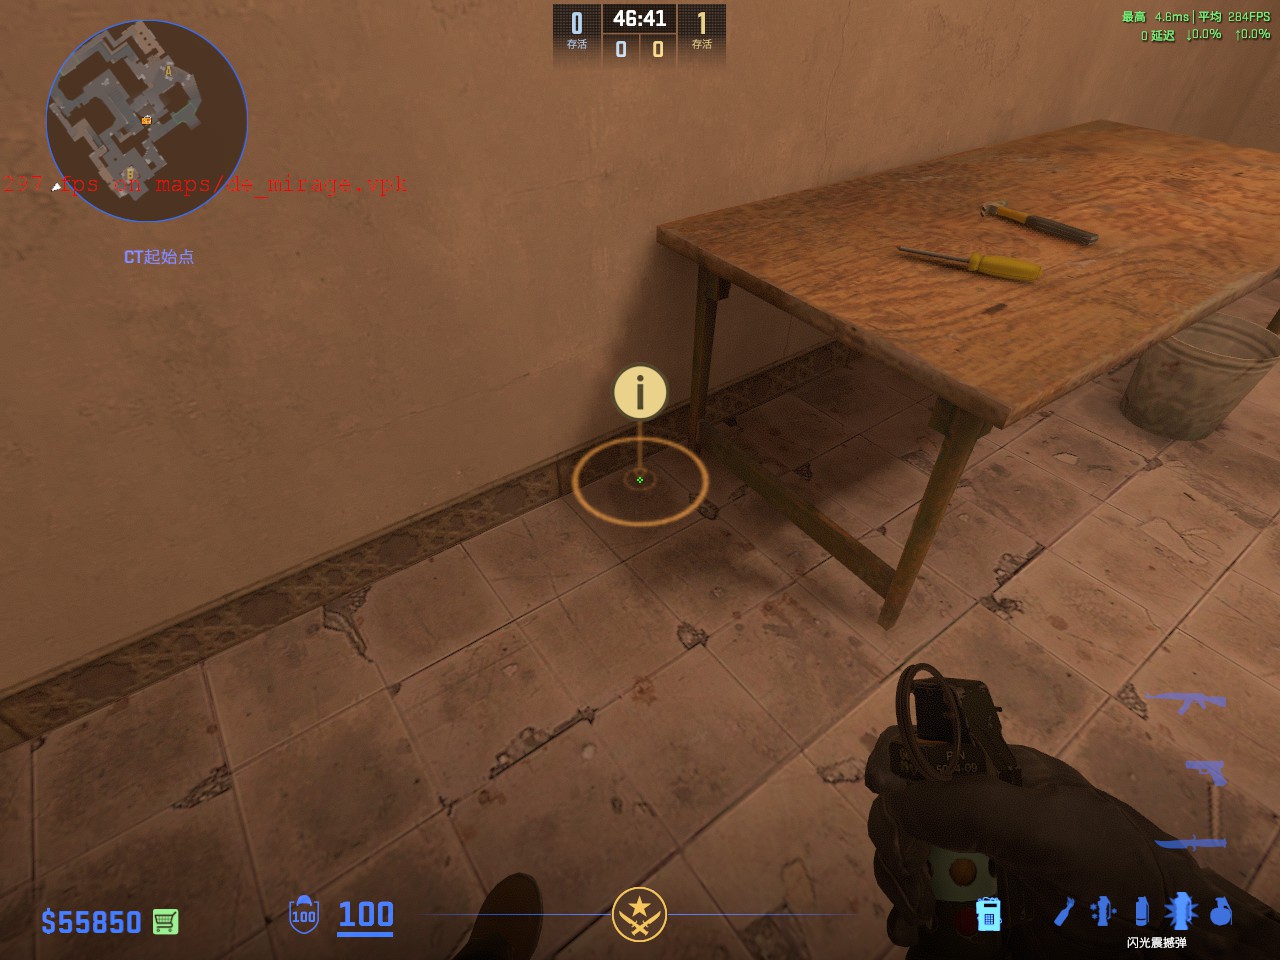 0
存活
46:41
0 0
1
存活
最高 4.6ms | 平均 284FPS
0 延迟 ↓0.0% ↑0.0%
A
B
fps on maps/de_mirage.vpk
CT起始点
i
$55850
100
100
闪光震撼弹